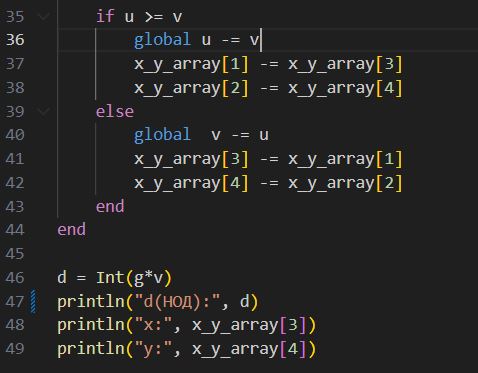 35 if u >= v
36 global u -= v
37 x_y_array[1] -= x_y_array[3]
38 x_y_array[2] -= x_y_array[4]
39 else
40 global  v -= u
41 x_y_array[3] -= x_y_array[1]
42 x_y_array[4] -= x_y_array[2]
43 end
44 end
45
46 d = Int(g*v)
47 println("d(НОД):", d)
48 println("x:", x_y_array[3])
49 println("y:", x_y_array[4])